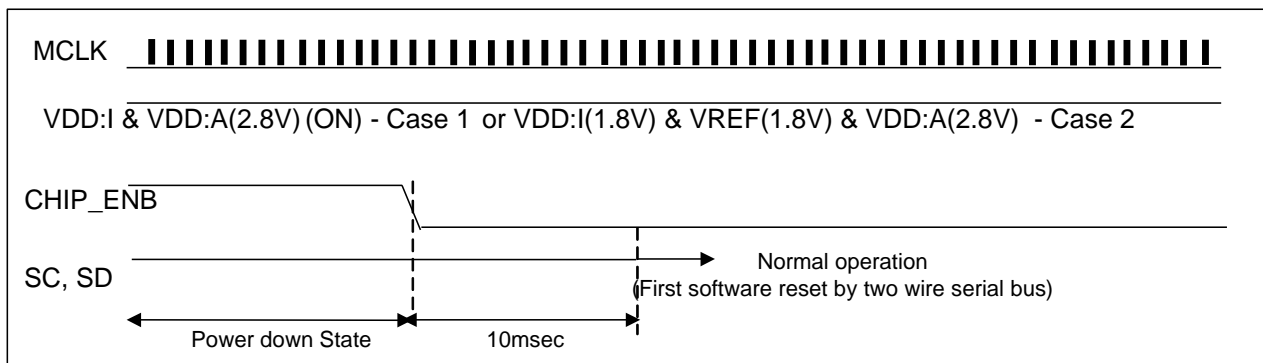 MCLK
VDD:I & VDD:A(2.8V) (ON) - Case 1 or VDD:I(1.8V) & VREF(1.8V) & VDD:A(2.8V) - Case 2
CHIP_ENB
SC, SD
Normal operation
(First software reset by two wire serial bus)
Power down State
10msec